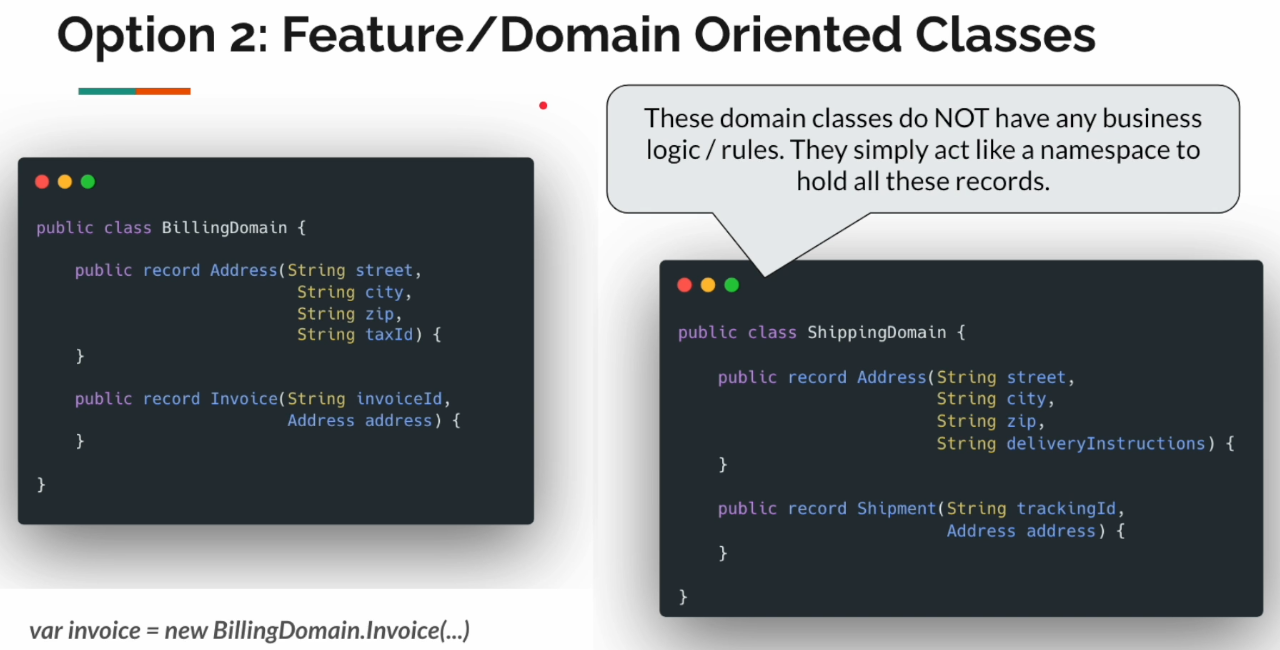 Option 2: Feature/Domain Oriented Classes
These domain classes do NOT have any business
logic / rules. They simply act like a namespace to
hold all these records.
public class BillingDomain {
public record Address(String street,
String city,
String zip,
String taxId) {
}
public record Invoice(String invoiceId,
Address address) {
}
}
var invoice = new BillingDomain.Invoice(...)
public class ShippingDomain {
public record Address(String street,
String city,
String zip,
String deliveryInstructions) {
}
public record Shipment(String trackingId,
Address address) {
}
}